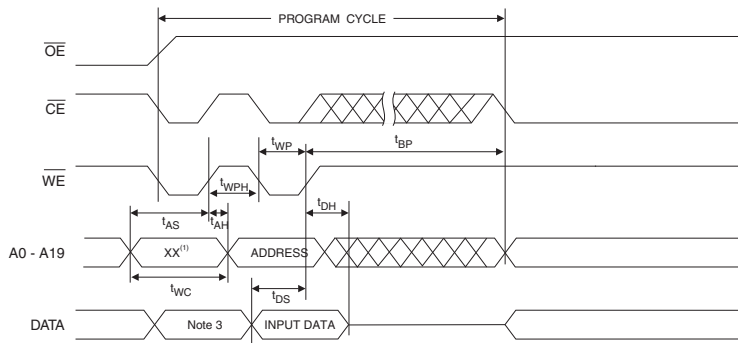 PROGRAM CYCLE
OE
CE
tWP
tBP
WE
tWPH
tDH
tAS
tAH
A0 - A19
XX(1)
ADDRESS
tWC
tDS
DATA
Note 3
INPUT DATA